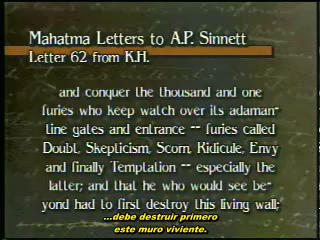 Mahatma Letters to A.P. Sinnett
Letter 62 from K.H.
and conquer the thousand and one
furies who keep watch over its adaman-
tine gates and entrance -- furies called
Doubt, Skepticism, Scorn, Ridicule, Envy
and finally Temptation -- especially the
latter; and that he who would see be-
yond had to first destroy this living wall;
...debe destruir primero
este muro viviente.